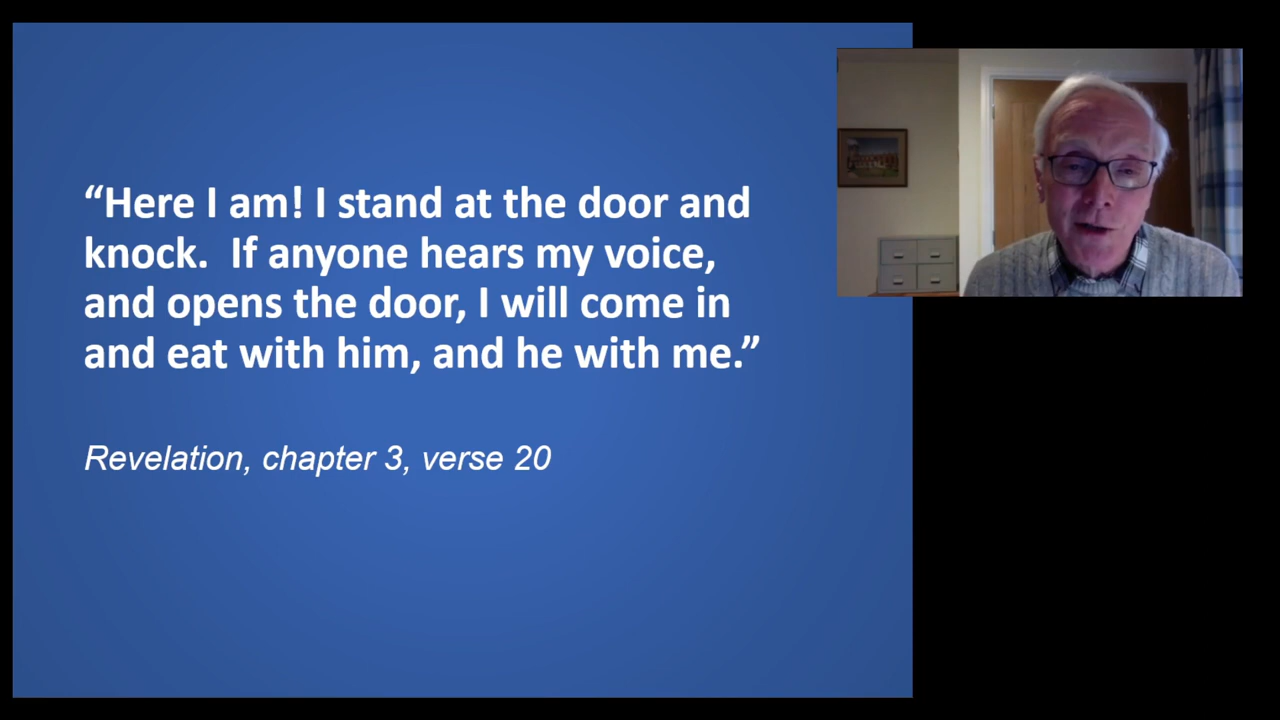 “Here I am! I stand at the door and
knock.  If anyone hears my voice,
and opens the door, I will come in
and eat with him, and he with me.”
Revelation, chapter 3, verse 20